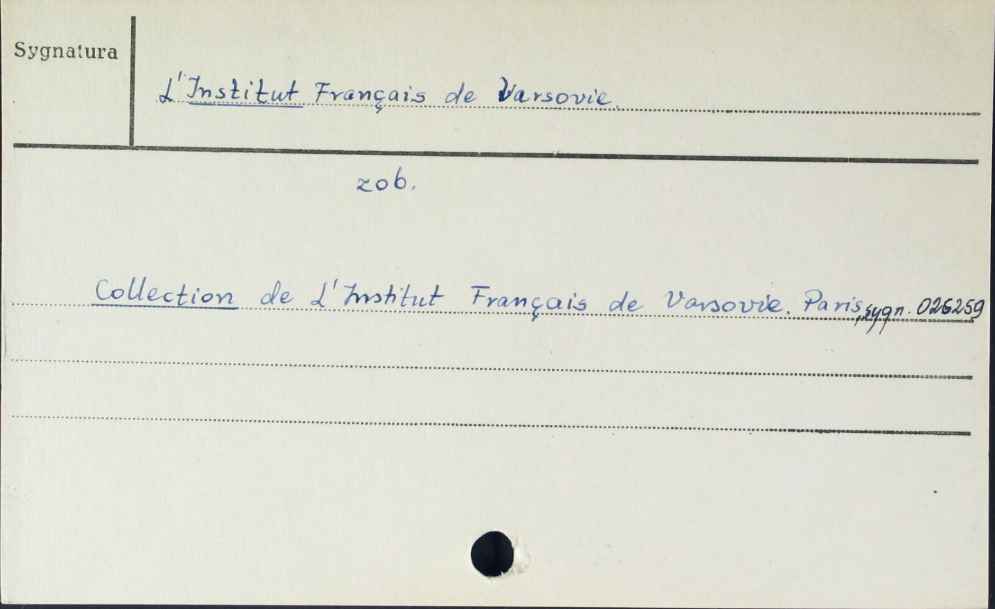 Sygnatura
L'Institut Français de Varsovie.
zob.
Collection de L'Institut Français de Varsovie. Paris, sygn. 026259